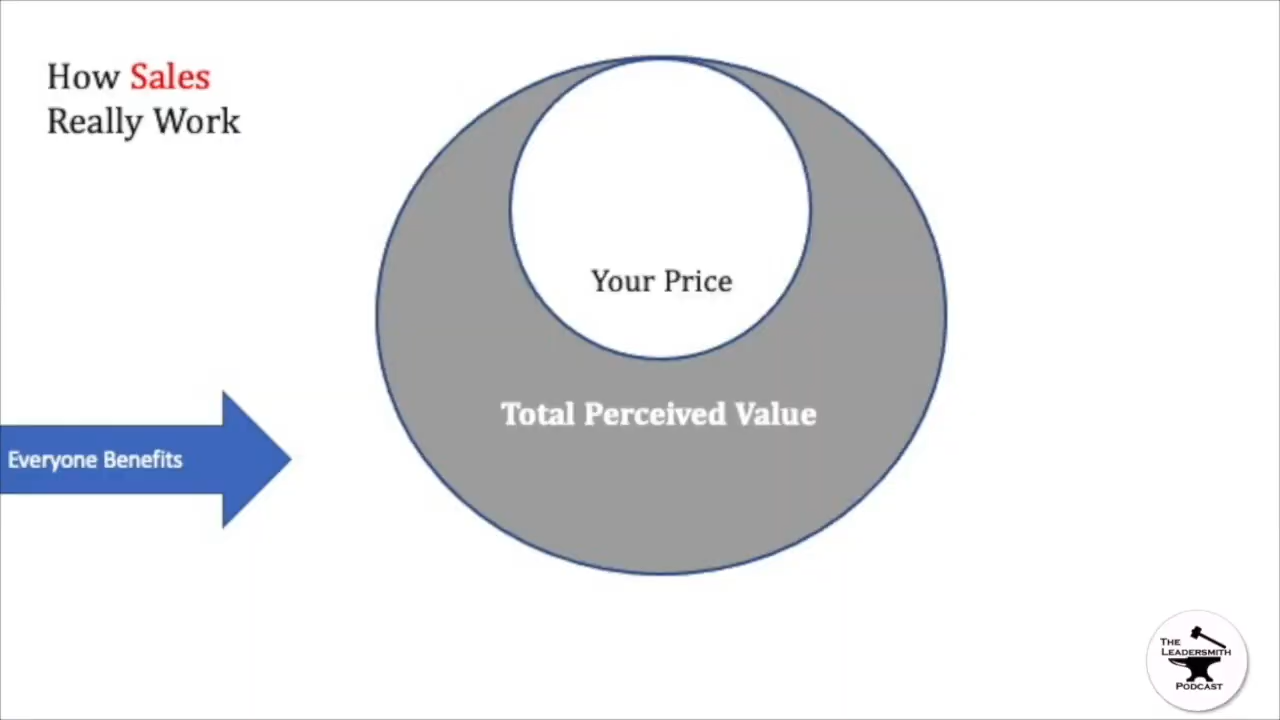 How Sales
Really Work
Your Price
Total Perceived Value
Everyone Benefits
THE
LEADERSMITH
PODCAST